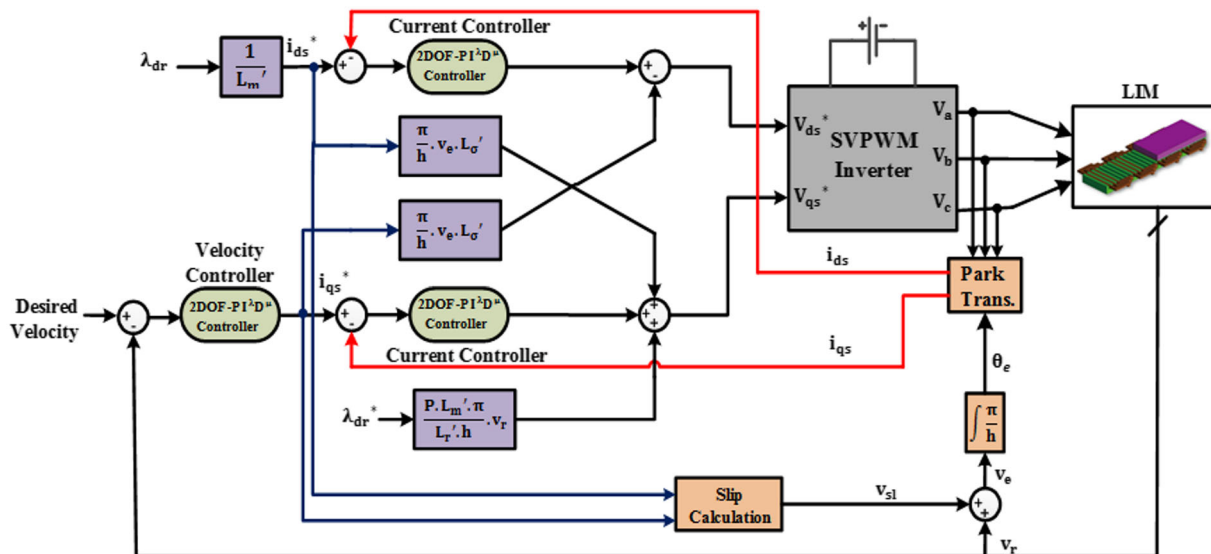 Current Controller
λdr
1
Lm′
ids*
+ -
2DOF-PIλDμ
Controller
+ -
+ -
LIM
π
h
.ve.Lσ′
π
h
.ve.Lσ′
Vds*
Vqs*
SVPWM
Inverter
Va
Vb
Vc
ids
iqs
Park
Trans.
Velocity
Controller
Desired
Velocity
+ -
2DOF-PIλDμ
Controller
iqs*
+ -
2DOF-PIλDμ
Controller
+ + +
Current Controller
θe
λdr*
P.Lm′.π
Lr′.h
.vr
∫ π
h
ve
Slip
Calculation
vsl
+ +
vr